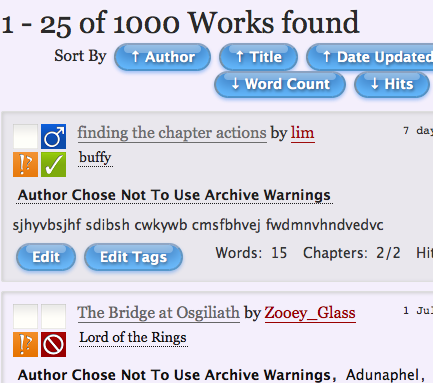 1 - 25 of 1000 Works found
Sort By ↑ Author ↑ Title ↑ Date Updated
↓ Word Count ↓ Hits
finding the chapter actions by lim
7
buffy
Author Chose Not To Use Archive Warnings
sjhyvbsjhf sdibsh cwkywb cmsfbhvej fwdmnvhndvedvc
Edit Edit Tags Words: 15 Chapters: 2/2
The Bridge at Osgiliath by Zooey_Glass
1
Lord of the Rings
Author Chose Not To Use Archive Warnings, Adunaphel,